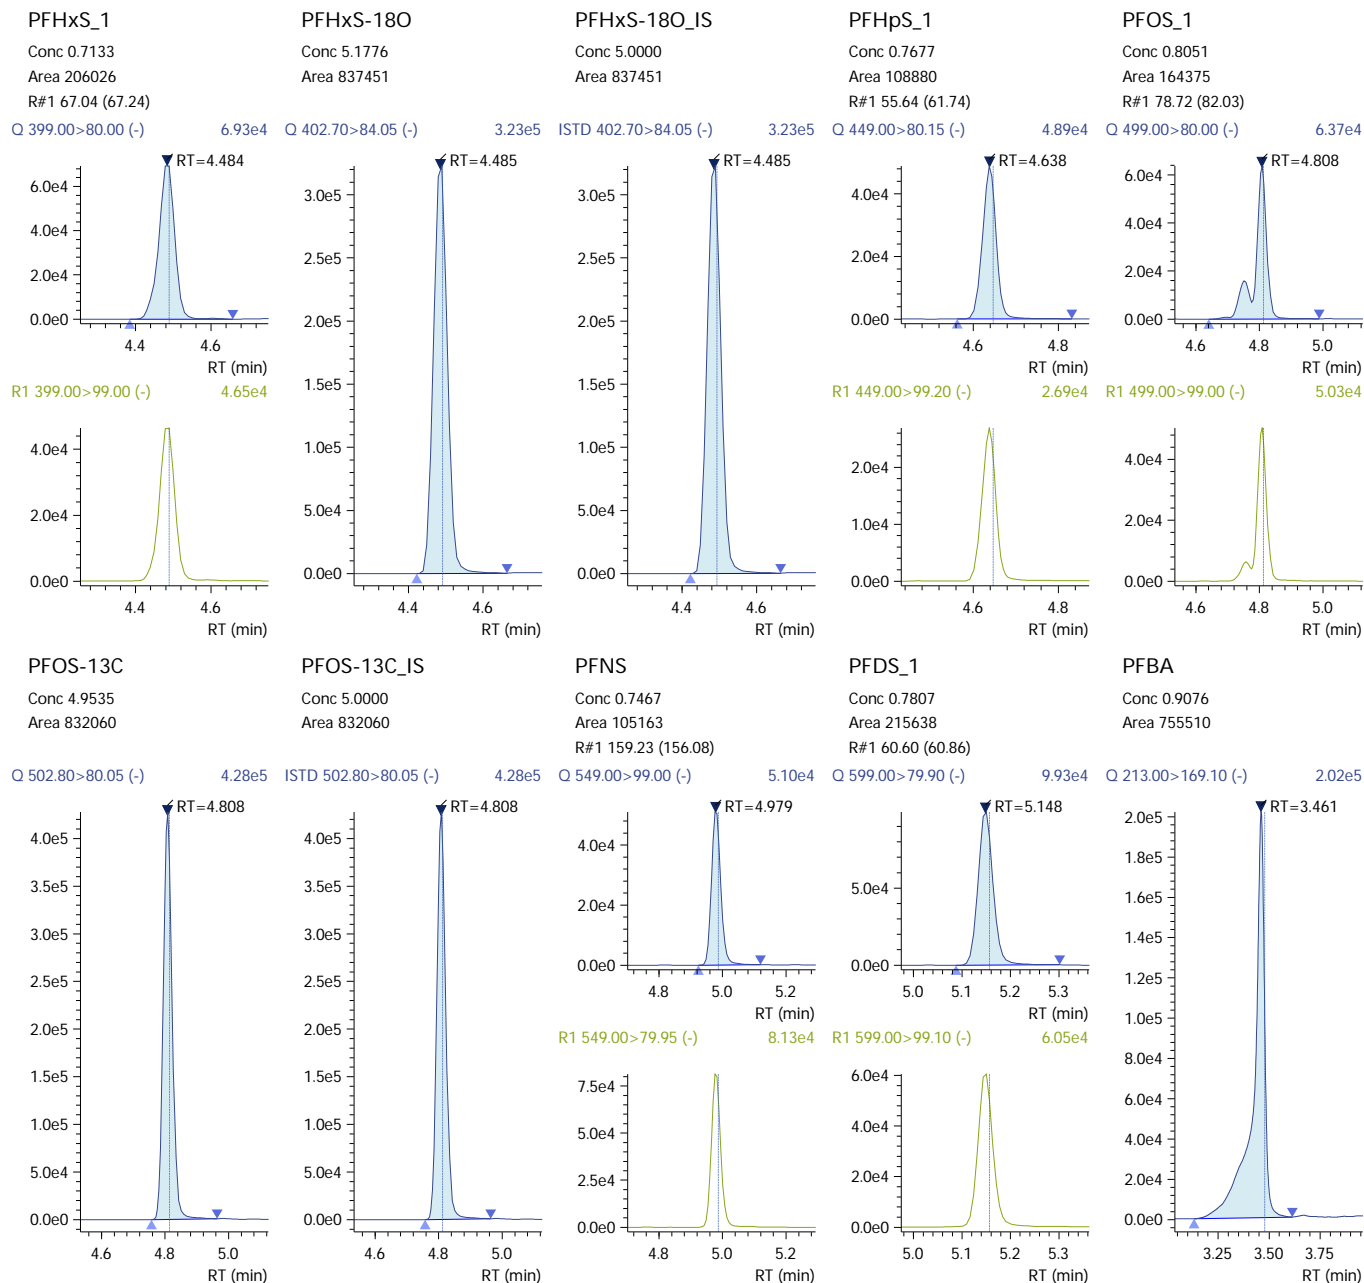 PFHxS_1
Conc 0.7133
Area 206026
R#1 67.04 (67.24)
Q 399.00>80.00 (-) 6.93e4
RT=4.484
6.0e4
4.0e4
2.0e4
0.0e0
4.4 4.6
RT (min)
R1 399.00>99.00 (-) 4.65e4
4.0e4
2.0e4
0.0e0
4.4 4.6
RT (min)
PFHxS-18O
Conc 5.1776
Area 837451
Q 402.70>84.05 (-) 3.23e5
RT=4.485
3.0e5
2.5e5
2.0e5
1.5e5
1.0e5
5.0e4
0.0e0
4.4 4.6
RT (min)
PFHxS-18O_IS
Conc 5.0000
Area 837451
ISTD 402.70>84.05 (-) 3.23e5
RT=4.485
3.0e5
2.5e5
2.0e5
1.5e5
1.0e5
5.0e4
0.0e0
4.4 4.6
RT (min)
PFHpS_1
Conc 0.7677
Area 108880
R#1 55.64 (61.74)
Q 449.00>80.15 (-) 4.89e4
RT=4.638
4.0e4
2.0e4
0.0e0
4.6 4.8
RT (min)
R1 449.00>99.20 (-) 2.69e4
2.0e4
1.0e4
0.0e0
4.6 4.8
RT (min)
PFOS_1
Conc 0.8051
Area 164375
R#1 78.72 (82.03)
Q 499.00>80.00 (-) 6.37e4
RT=4.808
6.0e4
4.0e4
2.0e4
0.0e0
4.6 4.8 5.0
RT (min)
R1 499.00>99.00 (-) 5.03e4
4.0e4
2.0e4
0.0e0
4.6 4.8 5.0
RT (min)
PFOS-13C
Conc 4.9535
Area 832060
Q 502.80>80.05 (-) 4.28e5
RT=4.808
4.0e5
3.5e5
3.0e5
2.5e5
2.0e5
1.5e5
1.0e5
5.0e4
0.0e0
4.6 4.8 5.0
RT (min)
PFOS-13C_IS
Conc 5.0000
Area 832060
ISTD 502.80>80.05 (-) 4.28e5
RT=4.808
4.0e5
3.5e5
3.0e5
2.5e5
2.0e5
1.5e5
1.0e5
5.0e4
0.0e0
4.6 4.8 5.0
RT (min)
PFNS
Conc 0.7467
Area 105163
R#1 159.23 (156.08)
Q 549.00>99.00 (-) 5.10e4
RT=4.979
4.0e4
2.0e4
0.0e0
4.8 5.0 5.2
RT (min)
R1 549.00>79.95 (-) 8.13e4
7.5e4
5.0e4
2.5e4
0.0e0
4.8 5.0 5.2
RT (min)
PFDS_1
Conc 0.7807
Area 215638
R#1 60.60 (60.86)
Q 599.00>79.90 (-) 9.93e4
RT=5.148
5.0e4
0.0e0
5.0 5.1 5.2 5.3
RT (min)
R1 599.00>99.10 (-) 6.05e4
6.0e4
4.0e4
2.0e4
0.0e0
5.0 5.1 5.2 5.3
RT (min)
PFBA
Conc 0.9076
Area 755510
Q 213.00>169.10 (-) 2.02e5
RT=3.461
2.0e5
1.8e5
1.6e5
1.4e5
1.2e5
1.0e5
8.0e4
6.0e4
4.0e4
2.0e4
0.0e0
3.25 3.50 3.75
RT (min)